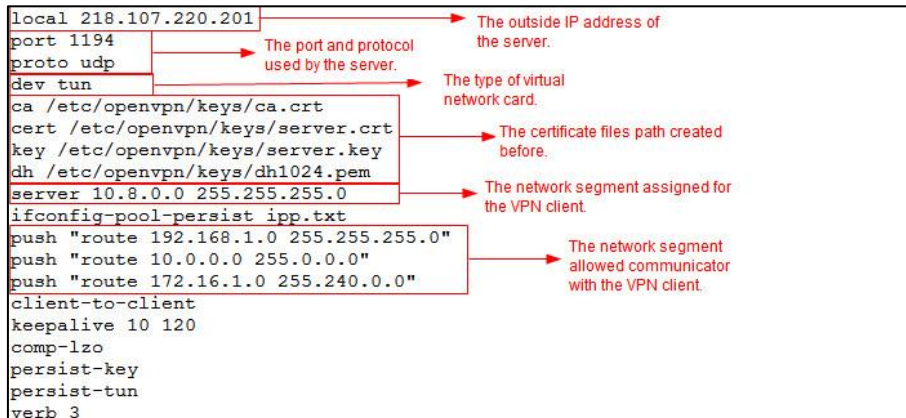 local 218.107.220.201
The outside IP address of
the server.
port 1194
proto udp
The port and protocol
used by the server.
dev tun
The type of virtual
network card.
ca /etc/openvpn/keys/ca.crt
cert /etc/openvpn/keys/server.crt
key /etc/openvpn/keys/server.key
dh /etc/openvpn/keys/dh1024.pem
The certificate files path created
before.
server 10.8.0.0 255.255.255.0
The network segment assigned for
the VPN client.
ifconfig-pool-persist ipp.txt
push "route 192.168.1.0 255.255.255.0"
push "route 10.0.0.0 255.0.0.0"
push "route 172.16.1.0 255.240.0.0"
The network segment
allowed communicator
with the VPN client.
client-to-client
keepalive 10 120
comp-lzo
persist-key
persist-tun
verb 3